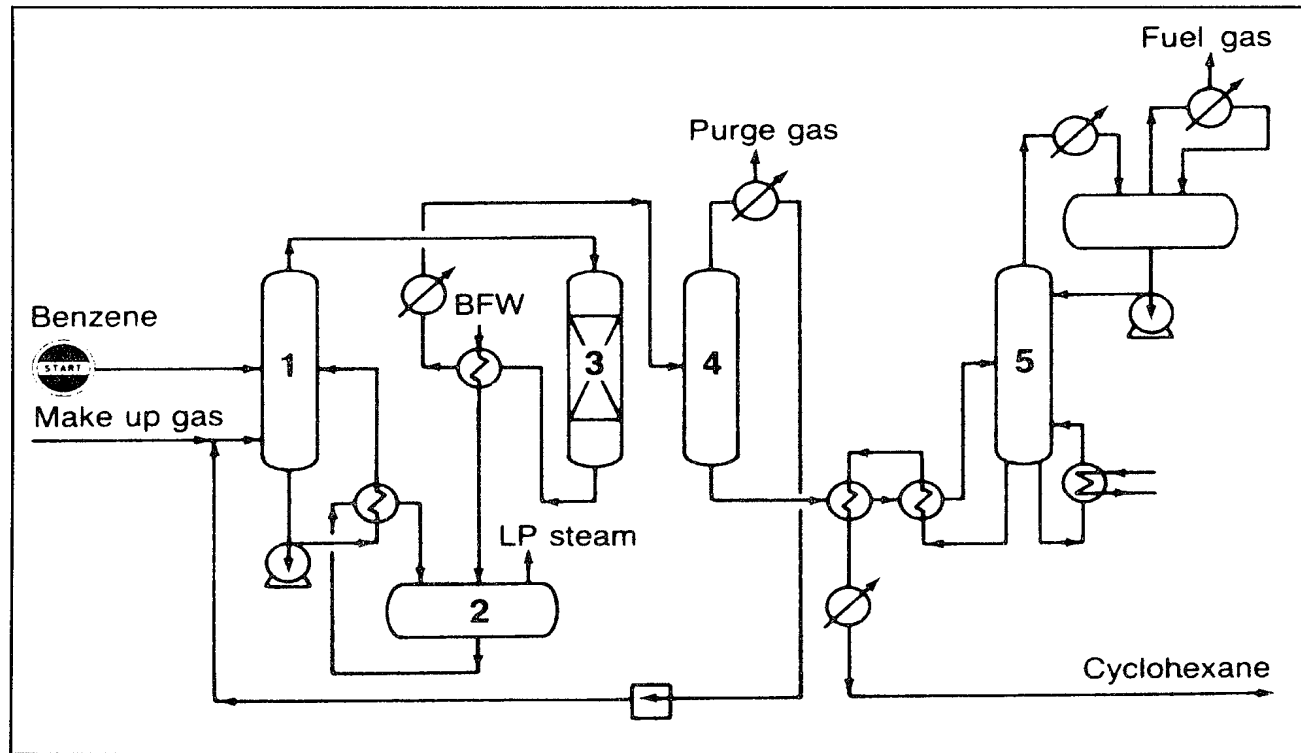 Fuel gas
Purge gas
Benzene
START
Make up gas
BFW
1
3
4
5
LP steam
2
Cyclohexane